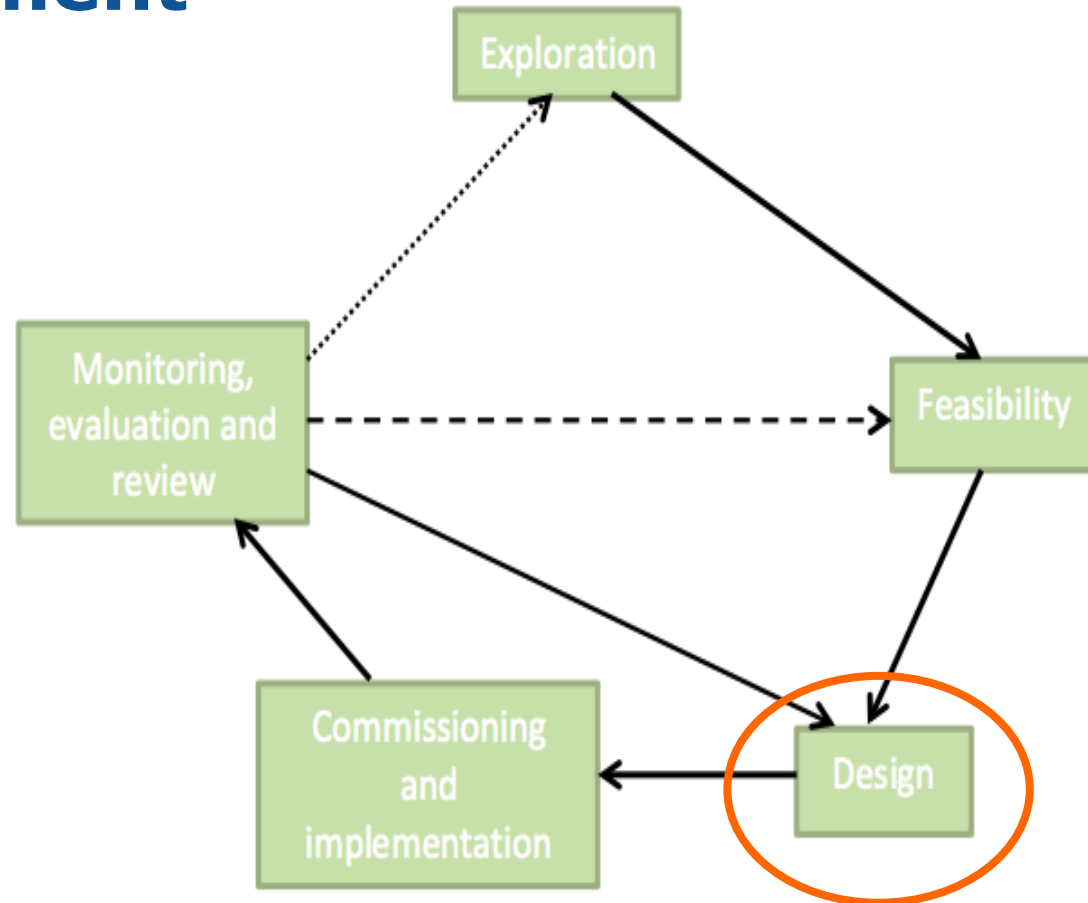 Exploration
Monitoring,
evaluation and
review
Feasibility
Commissioning
and
implementation
Design